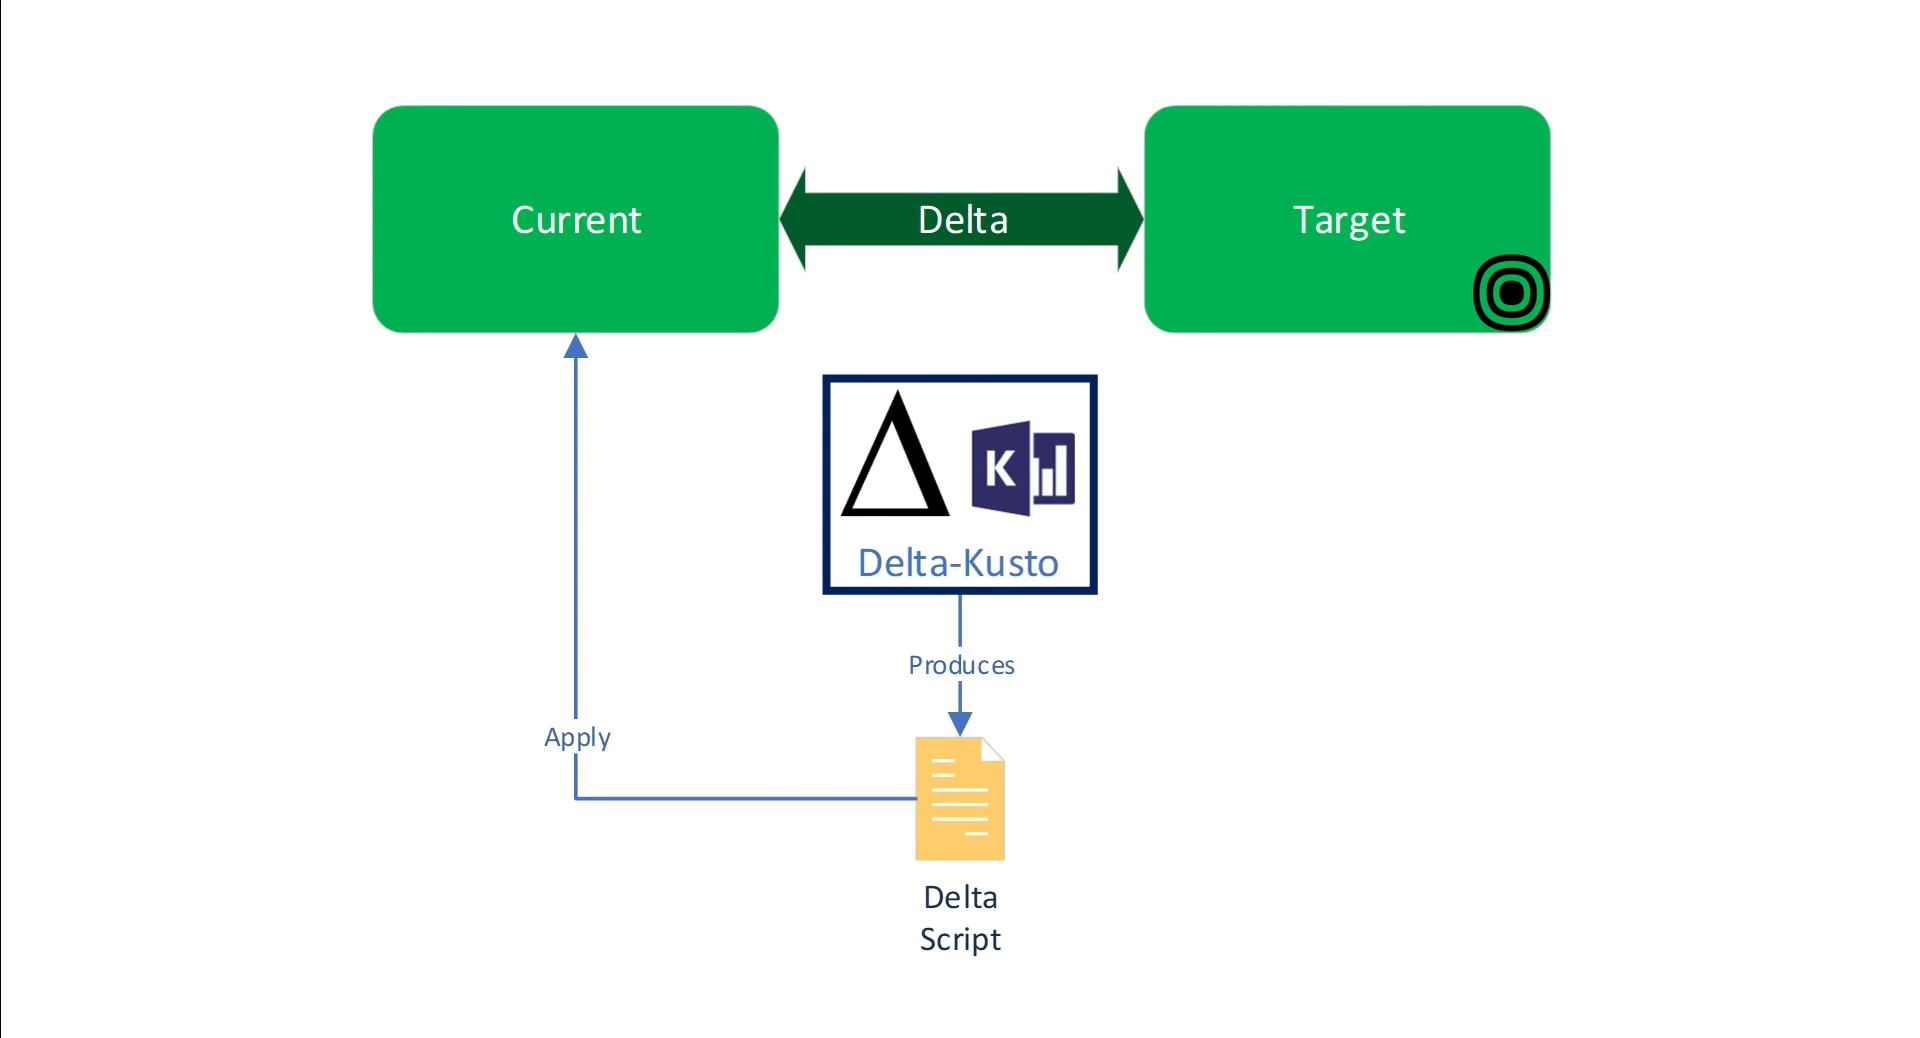 Current
Delta
Target
K
Delta-Kusto
Produces
Apply
Delta
Script